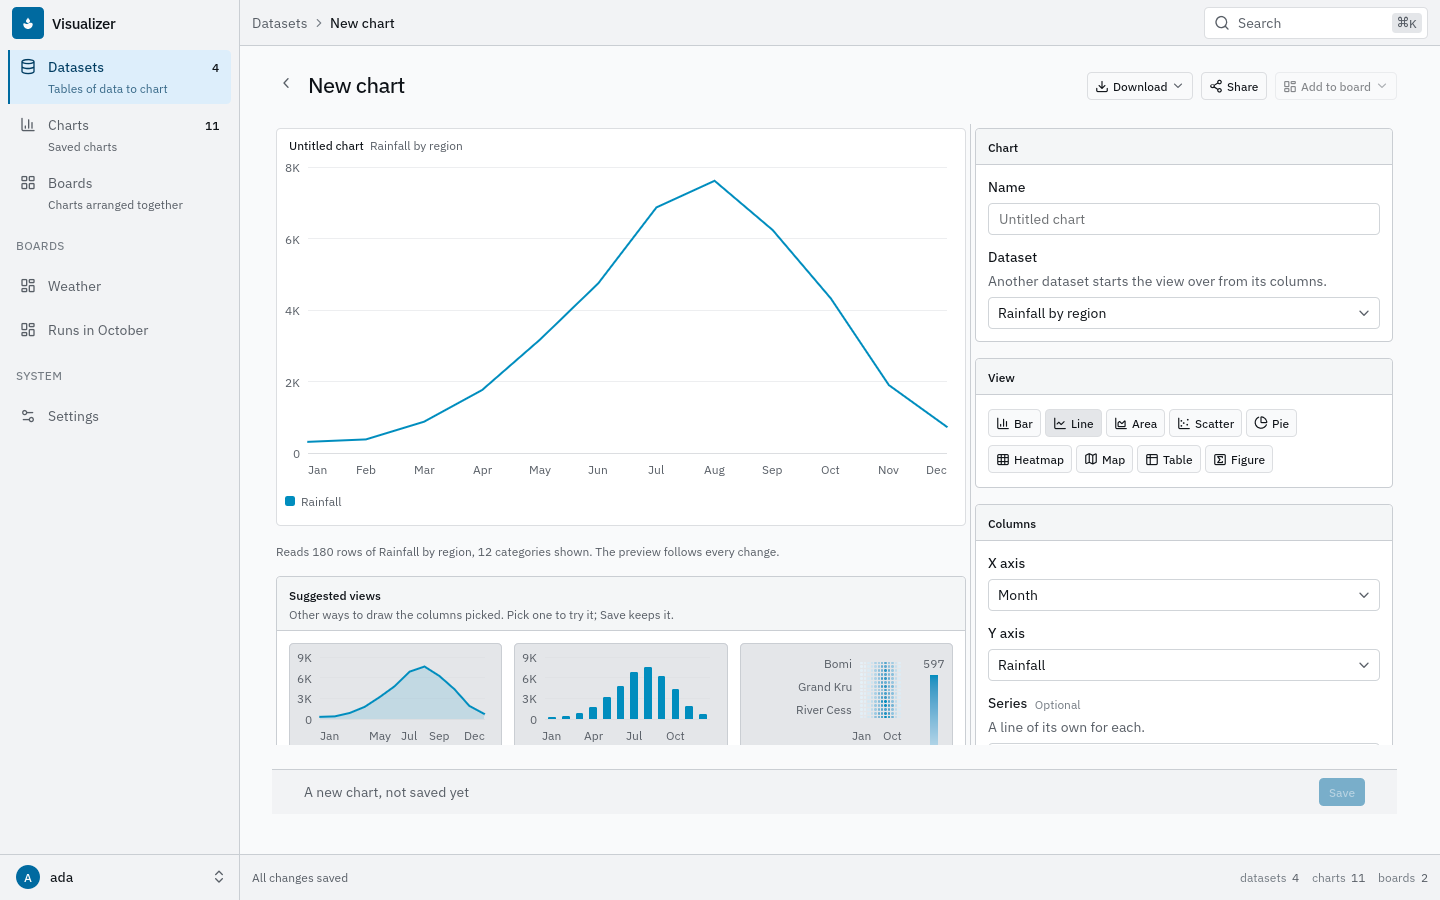 Visualizer
Datasets 4
Tables of data to chart
Charts 11
Saved charts
Boards
Charts arranged together
BOARDS
Weather
Runs in October
SYSTEM
Settings
A ada
Datasets > New chart
Search ⌘K
New chart
Download
Share
Add to board
Untitled chart Rainfall by region
8K
6K
4K
2K
0
Jan Feb Mar Apr May Jun Jul Aug Sep Oct Nov Dec
Rainfall
Reads 180 rows of Rainfall by region, 12 categories shown. The preview follows every change.
Suggested views
Other ways to draw the columns picked. Pick one to try it; Save keeps it.
9K
6K
3K
0
Jan May Jul Sep Dec
9K
6K
3K
0
Jan Apr Jul Oct
Bomi
Grand Kru
River Cess
Jan Oct
597
Chart
Name
Untitled chart
Dataset
Another dataset starts the view over from its columns.
Rainfall by region
View
Bar Line Area Scatter Pie
Heatmap Map Table Figure
Columns
X axis
Month
Y axis
Rainfall
Series Optional
A line of its own for each.
A new chart, not saved yet
Save
All changes saved
datasets 4 charts 11 boards 2